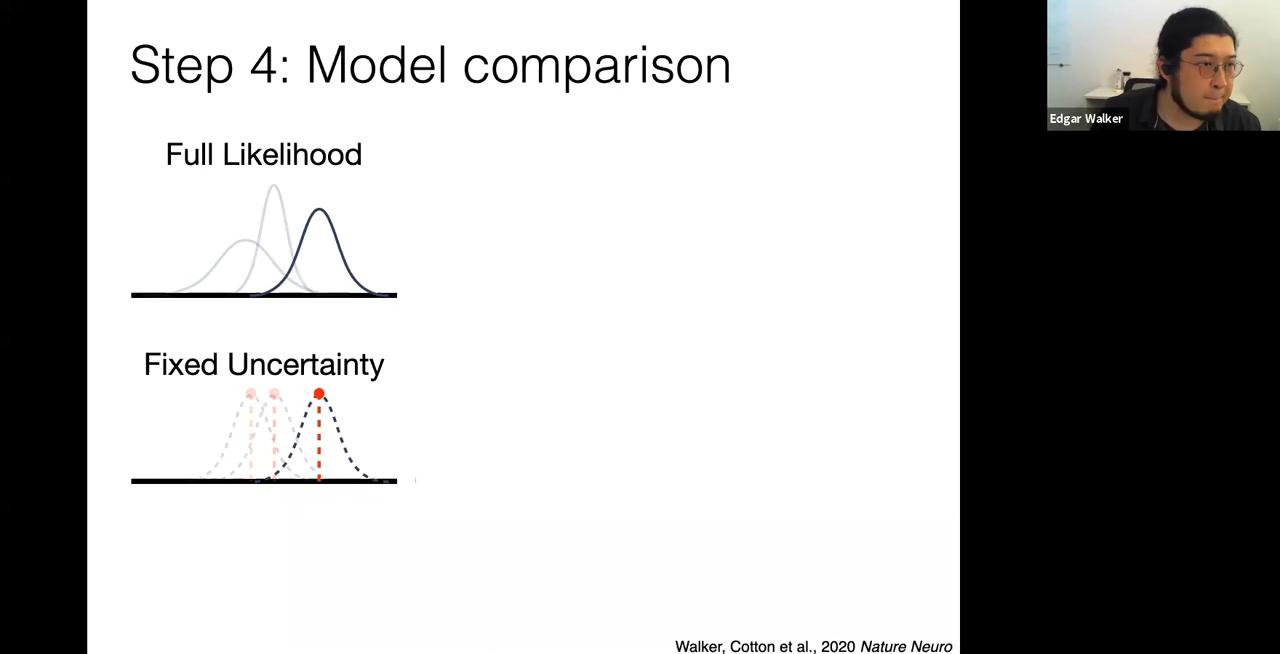 Step 4: Model comparison
Full Likelihood
Fixed Uncertainty
Walker, Cotton et al., 2020 Nature Neuro
Edgar Walker